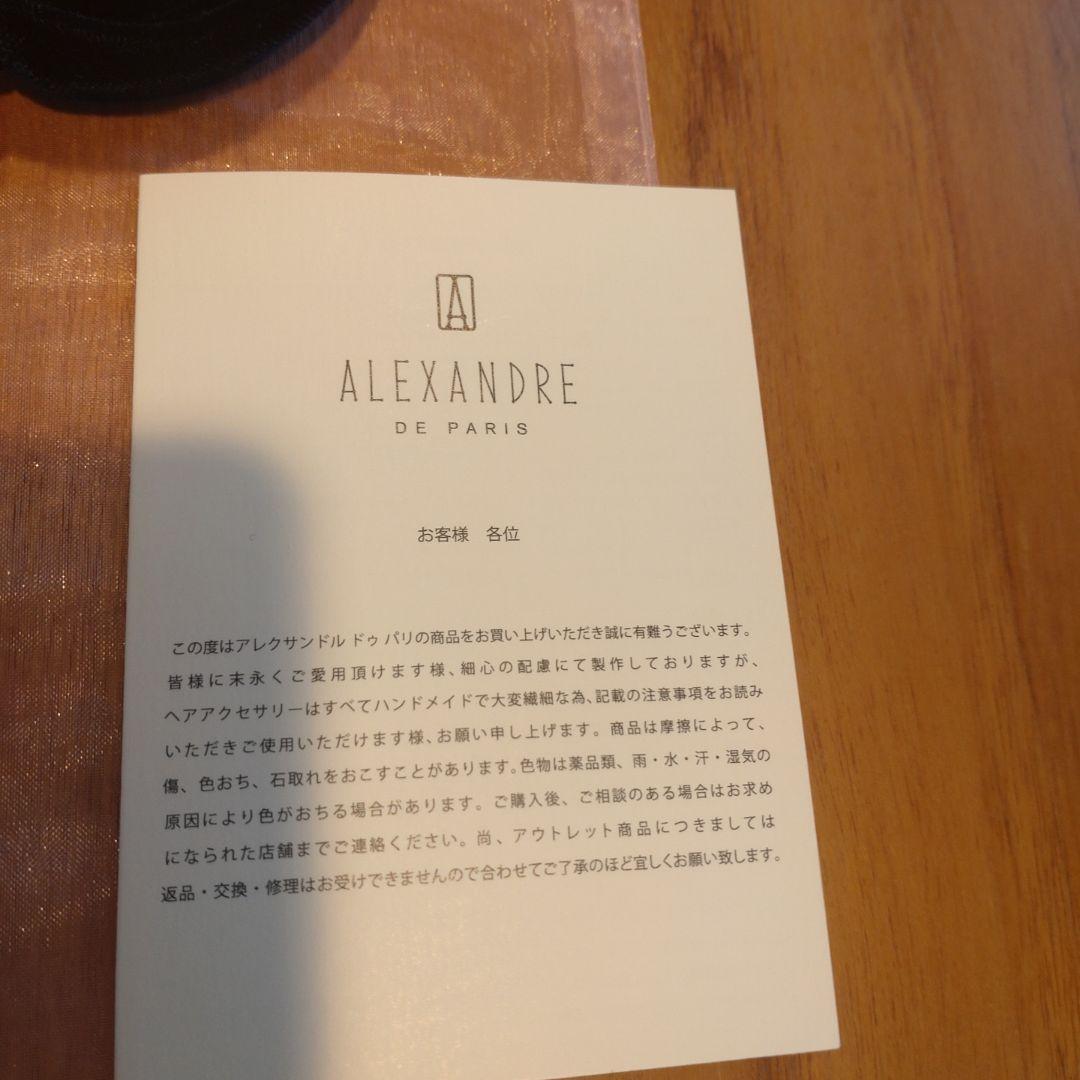 A
ALEXANDRE
DE PARIS
お客様　各位
この度はアレクサンドル ドゥ パリの商品をお買い上げいただき誠に有難うございます。
皆様に末永くご愛用頂けます様、細心の配慮にて製作しておりますが、
ヘアアクセサリーはすべてハンドメイドで大変繊細な為、記載の注意事項をお読み
いただきご使用いただけます様、お願い申し上げます。商品は摩擦によって、
傷、色おち、石取れをおこすことがあります。色物は薬品類、雨・水・汗・湿気の
原因により色がおちる場合があります。ご購入後、ご相談のある場合はお求め
になられた店舗までご連絡ください。尚、アウトレット商品につきましては
返品・交換・修理はお受けできませんので合わせてご了承のほど宜しくお願い致します。